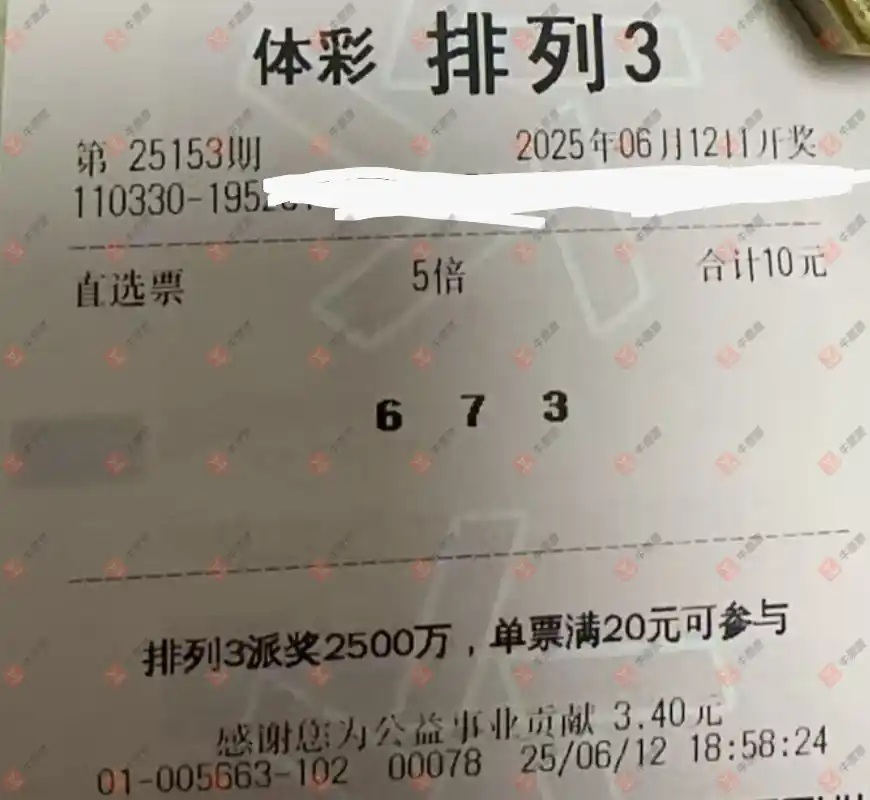 体彩 排列3
第 25153期 2025年06月12日开奖
110330-195
直选票 5倍 合计10元
6 7 3
排列3派奖2500万，单票满20元可参与
感谢您为公益事业贡献 3.40元
01-005663-102 00078 25/06/12 18:58:24